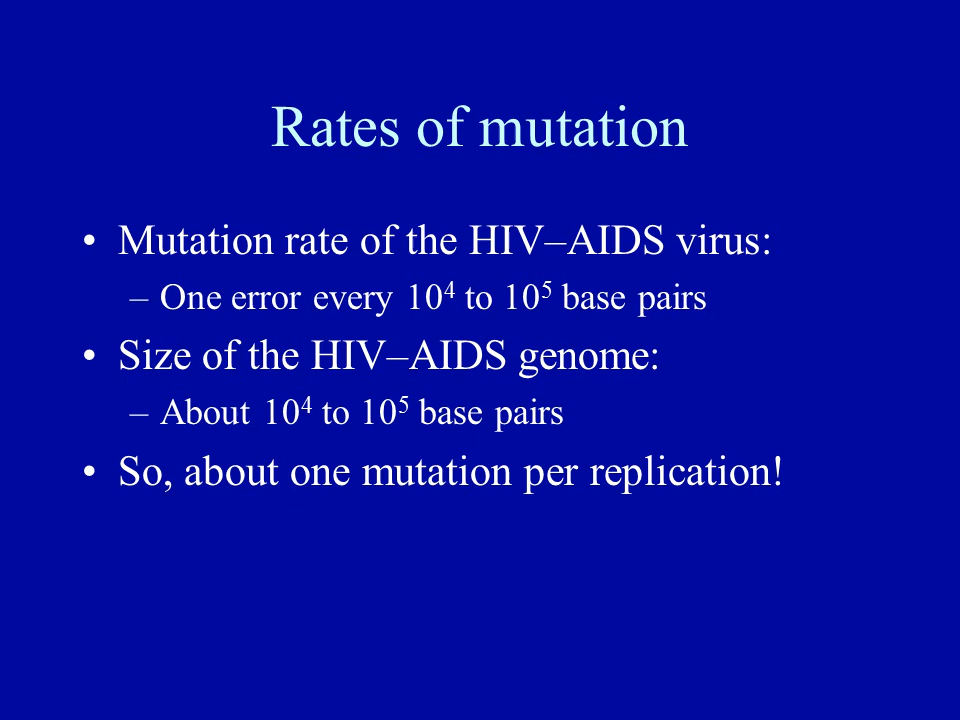 Rates of mutation
• Mutation rate of the HIV–AIDS virus:
–One error every 10⁴ to 10⁵ base pairs
• Size of the HIV–AIDS genome:
–About 10⁴ to 10⁵ base pairs
• So, about one mutation per replication!